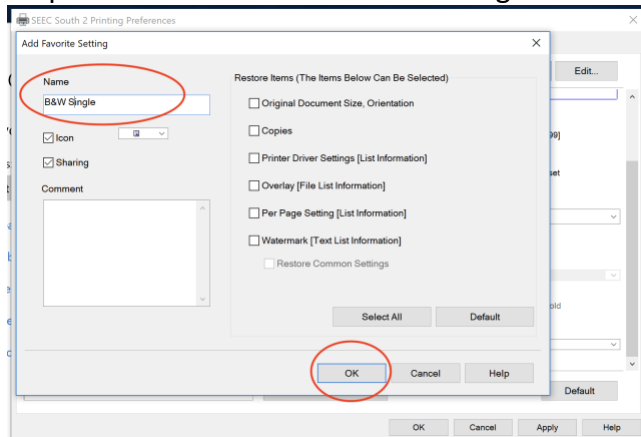 SEEC South 2 Printing Preferences
Add Favorite Setting
Edit...
Name
B&W Single
Icon
Sharing
Comment
Restore Items (The Items Below Can Be Selected)
Original Document Size, Orientation
Copies
Printer Driver Settings [List Information]
Overlay [File List Information]
Per Page Setting [List Information]
Watermark [Text List Information]
Restore Common Settings
Select All Default
OK Cancel Help
99]
set
old
Default
OK Cancel Apply Help